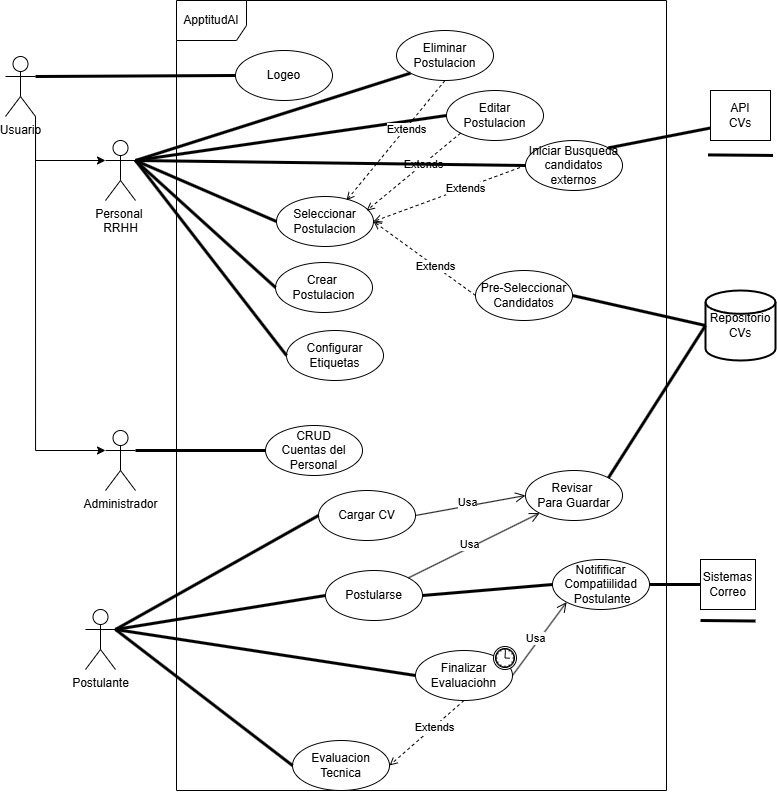 ApptitudAI
Eliminar
Postulacion
Logeo
Editar
Postulacion
API
CVs
Usuario
Extends
Iniciar Busqueda
candidatos
externos
Extends
Extends
Personal
RRHH
Seleccionar
Postulacion
Extends
Crear
Postulacion
Pre-Seleccionar
Candidatos
Repositorio
CVs
Configurar
Etiquetas
CRUD
Cuentas del
Personal
Administrador
Revisar
Para Guardar
Usa
Cargar CV
Usa
Notififícar
Compatiilidad
Postulante
Sistemas
Correo
Postularse
Usa
Postulante
Finalizar
Evaluaciohn
Extends
Evaluacion
Tecnica